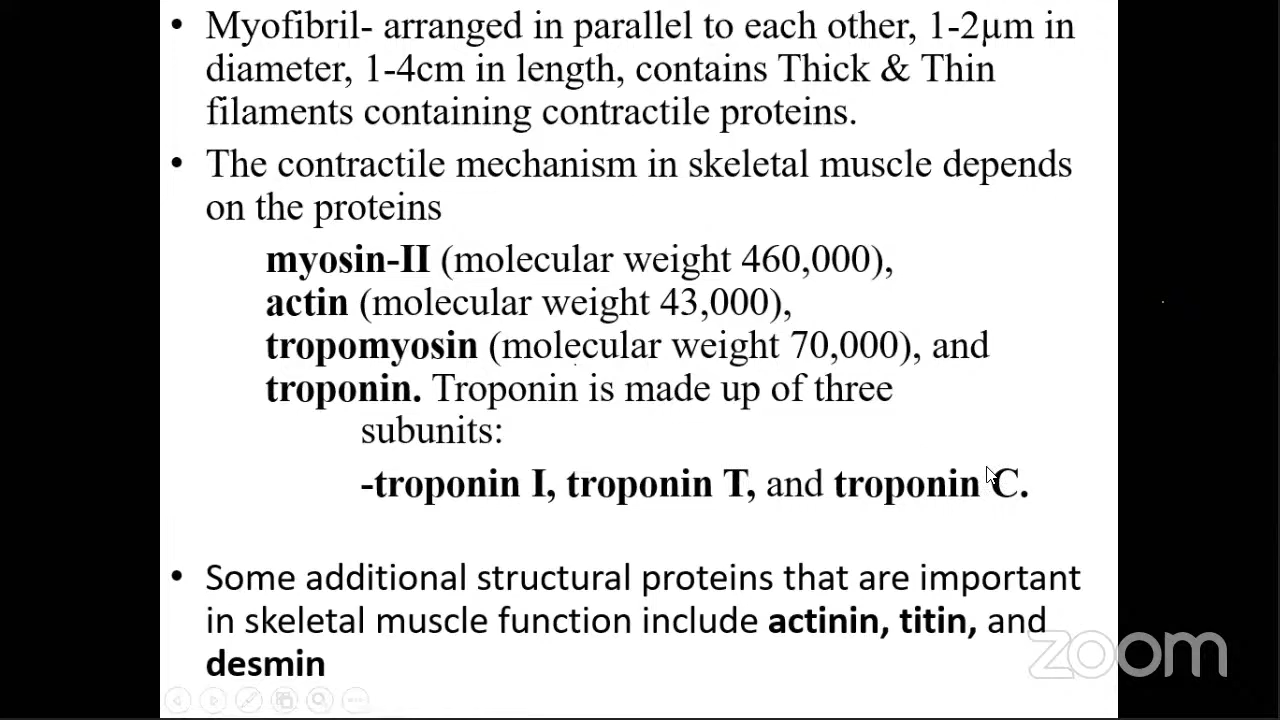 • Myofibril- arranged in parallel to each other, 1-2µm in
diameter, 1-4cm in length, contains Thick & Thin
filaments containing contractile proteins.
• The contractile mechanism in skeletal muscle depends
on the proteins
myosin-II (molecular weight 460,000),
actin (molecular weight 43,000),
tropomyosin (molecular weight 70,000), and
troponin. Troponin is made up of three
subunits:
-troponin I, troponin T, and troponin C.
• Some additional structural proteins that are important
in skeletal muscle function include actinin, titin, and
desmin
zoom